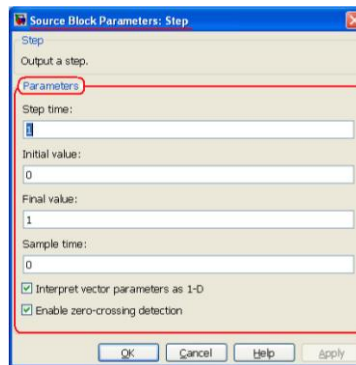 Source Block Parameters: Step
Step
Output a step.
Parameters
Step time:
1
Initial value:
0
Final value:
1
Sample time:
0
Interpret vector parameters as 1-D
Enable zero-crossing detection
OK Cancel Help Apply